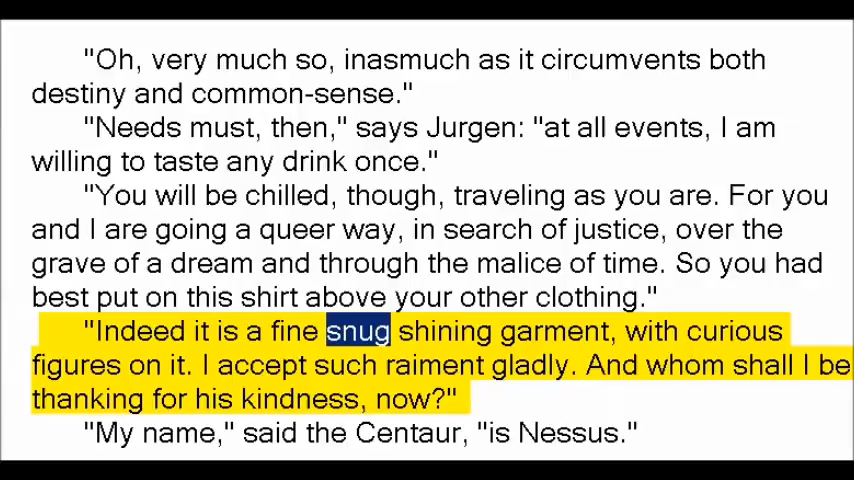 "Oh, very much so, inasmuch as it circumvents both
destiny and common-sense."
"Needs must, then," says Jurgen: "at all events, I am
willing to taste any drink once."
"You will be chilled, though, traveling as you are. For you
and I are going a queer way, in search of justice, over the
grave of a dream and through the malice of time. So you had
best put on this shirt above your other clothing."
"Indeed it is a fine snug shining garment, with curious
figures on it. I accept such raiment gladly. And whom shall I be
thanking for his kindness, now?"
"My name," said the Centaur, "is Nessus."